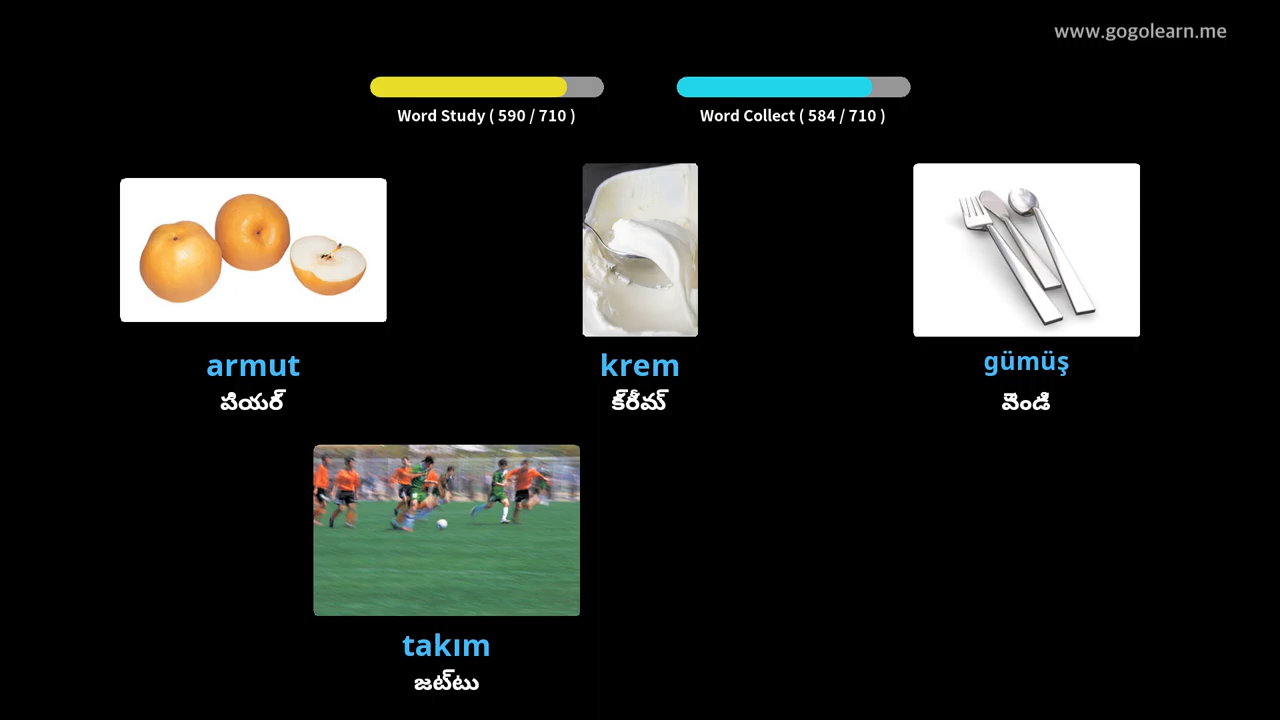 www.gogolearn.me
Word Study ( 590 / 710 )
Word Collect ( 584 / 710 )
armut
పియర్
krem
క్రీమ్
gümüş
వెండి
takım
జట్టు